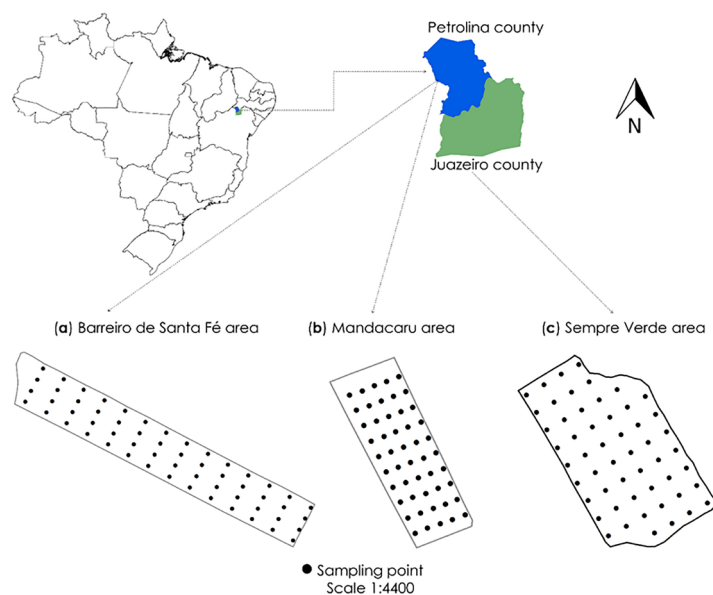 Petrolina county
N
Juazeiro county
(a) Barreiro de Santa Fé area
(b) Mandacaru area
(c) Sempre Verde area
Sampling point
Scale 1:4400